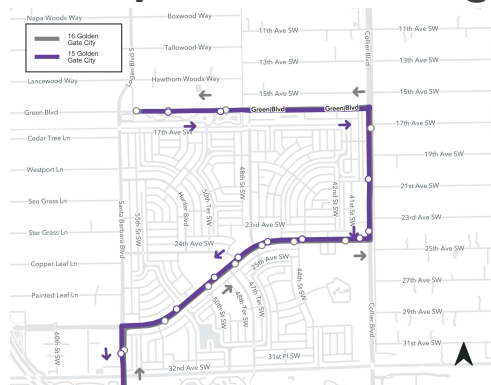 Napa Woods Way
Boxwood Way
16 Golden
Gate City
15 Golden
Gate City
Logan Blvd S
Collier Blvd
11th Ave SW
11th Ave SW
Tallowood Way
13th Ave SW
13th Ave SW
Lancewood Way
Hawthorn Woods Way
15th Ave SW
15th Ave SW
Green Blvd
Green Blvd
Green Blvd
17th Ave SW
17th Ave SW
Cedar Tree Ln
19th Ave SW
Westport Ln
48th St SW
50th Ter SW
42nd St SW
21st Ave SW
Sea Grass Ln
Santa Barbara Blvd
55th St SW
Hunter Blvd
41st St SW
23rd Ave SW
23rd Ave SW
Star Grass Ln
24th Ave SW
25th Ave SW
25th Ave SW
Copper Leaf Ln
44th St SW
27th Ave SW
47th Ter SW
48th Ter SW
50th St SW
Painted Leaf Ln
Collier Blvd
29th Ave SW
60th St SW
31st Ave SW
31st Pl SW
32nd Ave SW